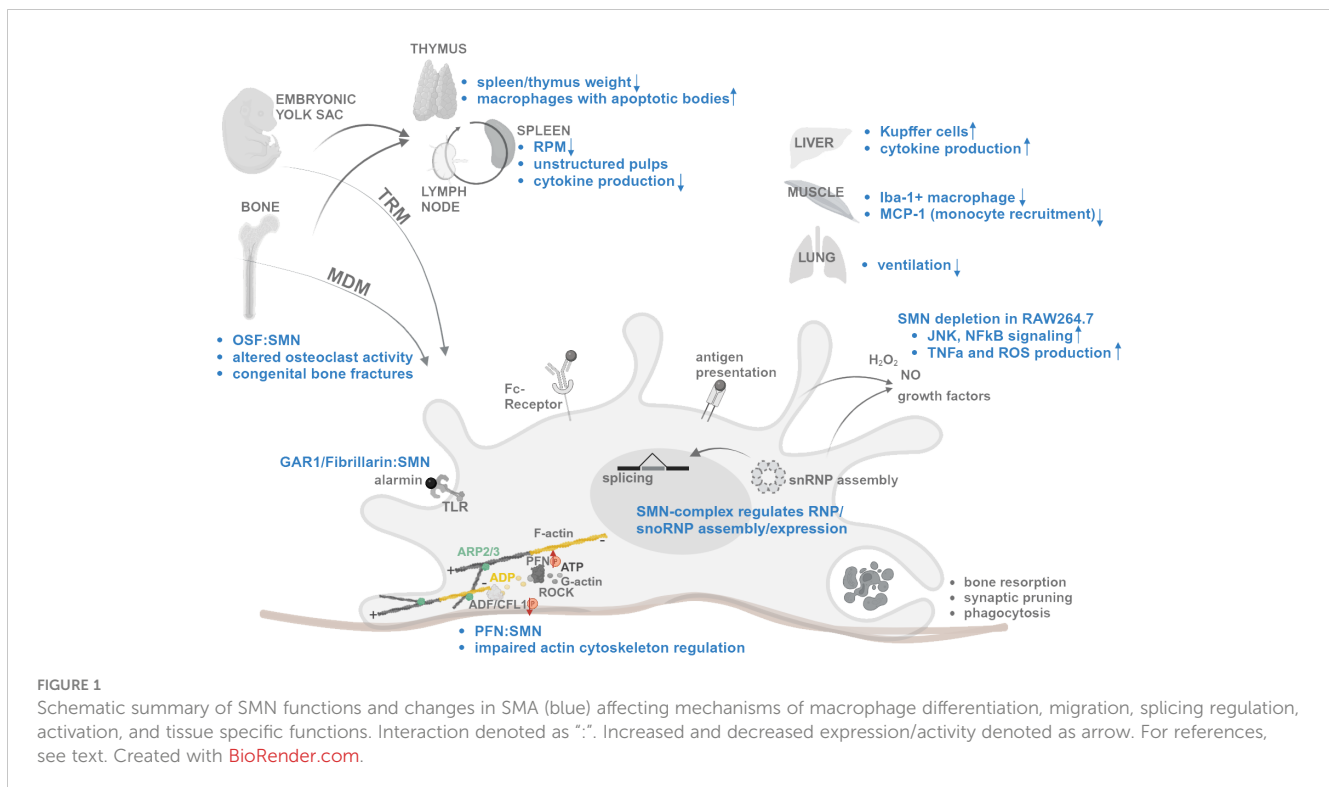 THYMUS
• spleen/thymus weight↓
• macrophages with apoptotic bodies↑
EMBRYONIC
YOLK SAC
SPLEEN
• RPM↓
• unstructured pulps
• cytokine production↓
LYMPH
NODE
LIVER
• Kupffer cells↑
• cytokine production↑
MUSCLE
• Iba-1+ macrophage↓
• MCP-1 (monocyte recruitment)↓
LUNG
• ventilation↓
BONE
TRM
MDM
• OSF:SMN
• altered osteoclast activity
• congenital bone fractures
SMN depletion in RAW264.7
• JNK, NFkB signaling↑
• TNFa and ROS production↑
H₂O₂
NO
growth factors
antigen
presentation
Fc-
Receptor
GAR1/Fibrillarin:SMN
alarmin
TLR
splicing
snRNP assembly
SMN-complex regulates RNP/
snoRNP assembly/expression
F-actin
-
ARP2/3
PFN
P
ATP
+
ADP
-
G-actin
ROCK
ADF/CFL1
P
+
• PFN:SMN
• impaired actin cytoskeleton regulation
• bone resorption
• synaptic pruning
• phagocytosis
FIGURE 1
Schematic summary of SMN functions and changes in SMA (blue) affecting mechanisms of macrophage differentiation, migration, splicing regulation,
activation, and tissue specific functions. Interaction denoted as “:”. Increased and decreased expression/activity denoted as arrow. For references,
see text. Created with BioRender.com.